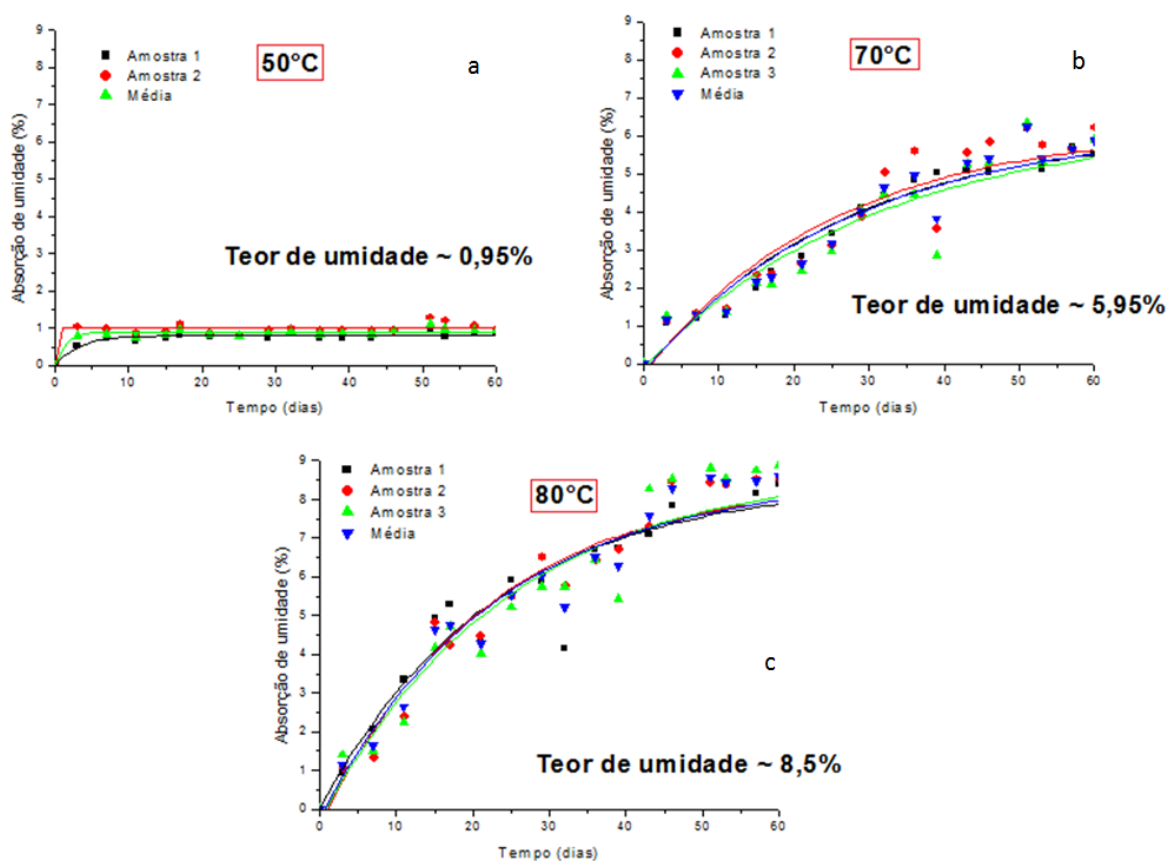 9
8
7
6
5
4
3
2
1
0
Absorção de umidade (%)
Amostra 1
Amostra 2
Média
50°C
a
Teor de umidade ~ 0,95%
0 10 20 30 40 50 60
Tempo (dias)
9
8
7
6
5
4
3
2
1
0
Absorção de umidade (%)
Amostra 1
Amostra 2
Amostra 3
Média
70°C
b
Teor de umidade ~ 5,95%
0 10 20 30 40 50 60
Tempo (dias)
9
8
7
6
5
4
3
2
1
0
Absorção de umidade (%)
Amostra 1
Amostra 2
Amostra 3
Média
80°C
c
Teor de umidade ~ 8,5%
0 10 20 30 40 50 60
Tempo (dias)